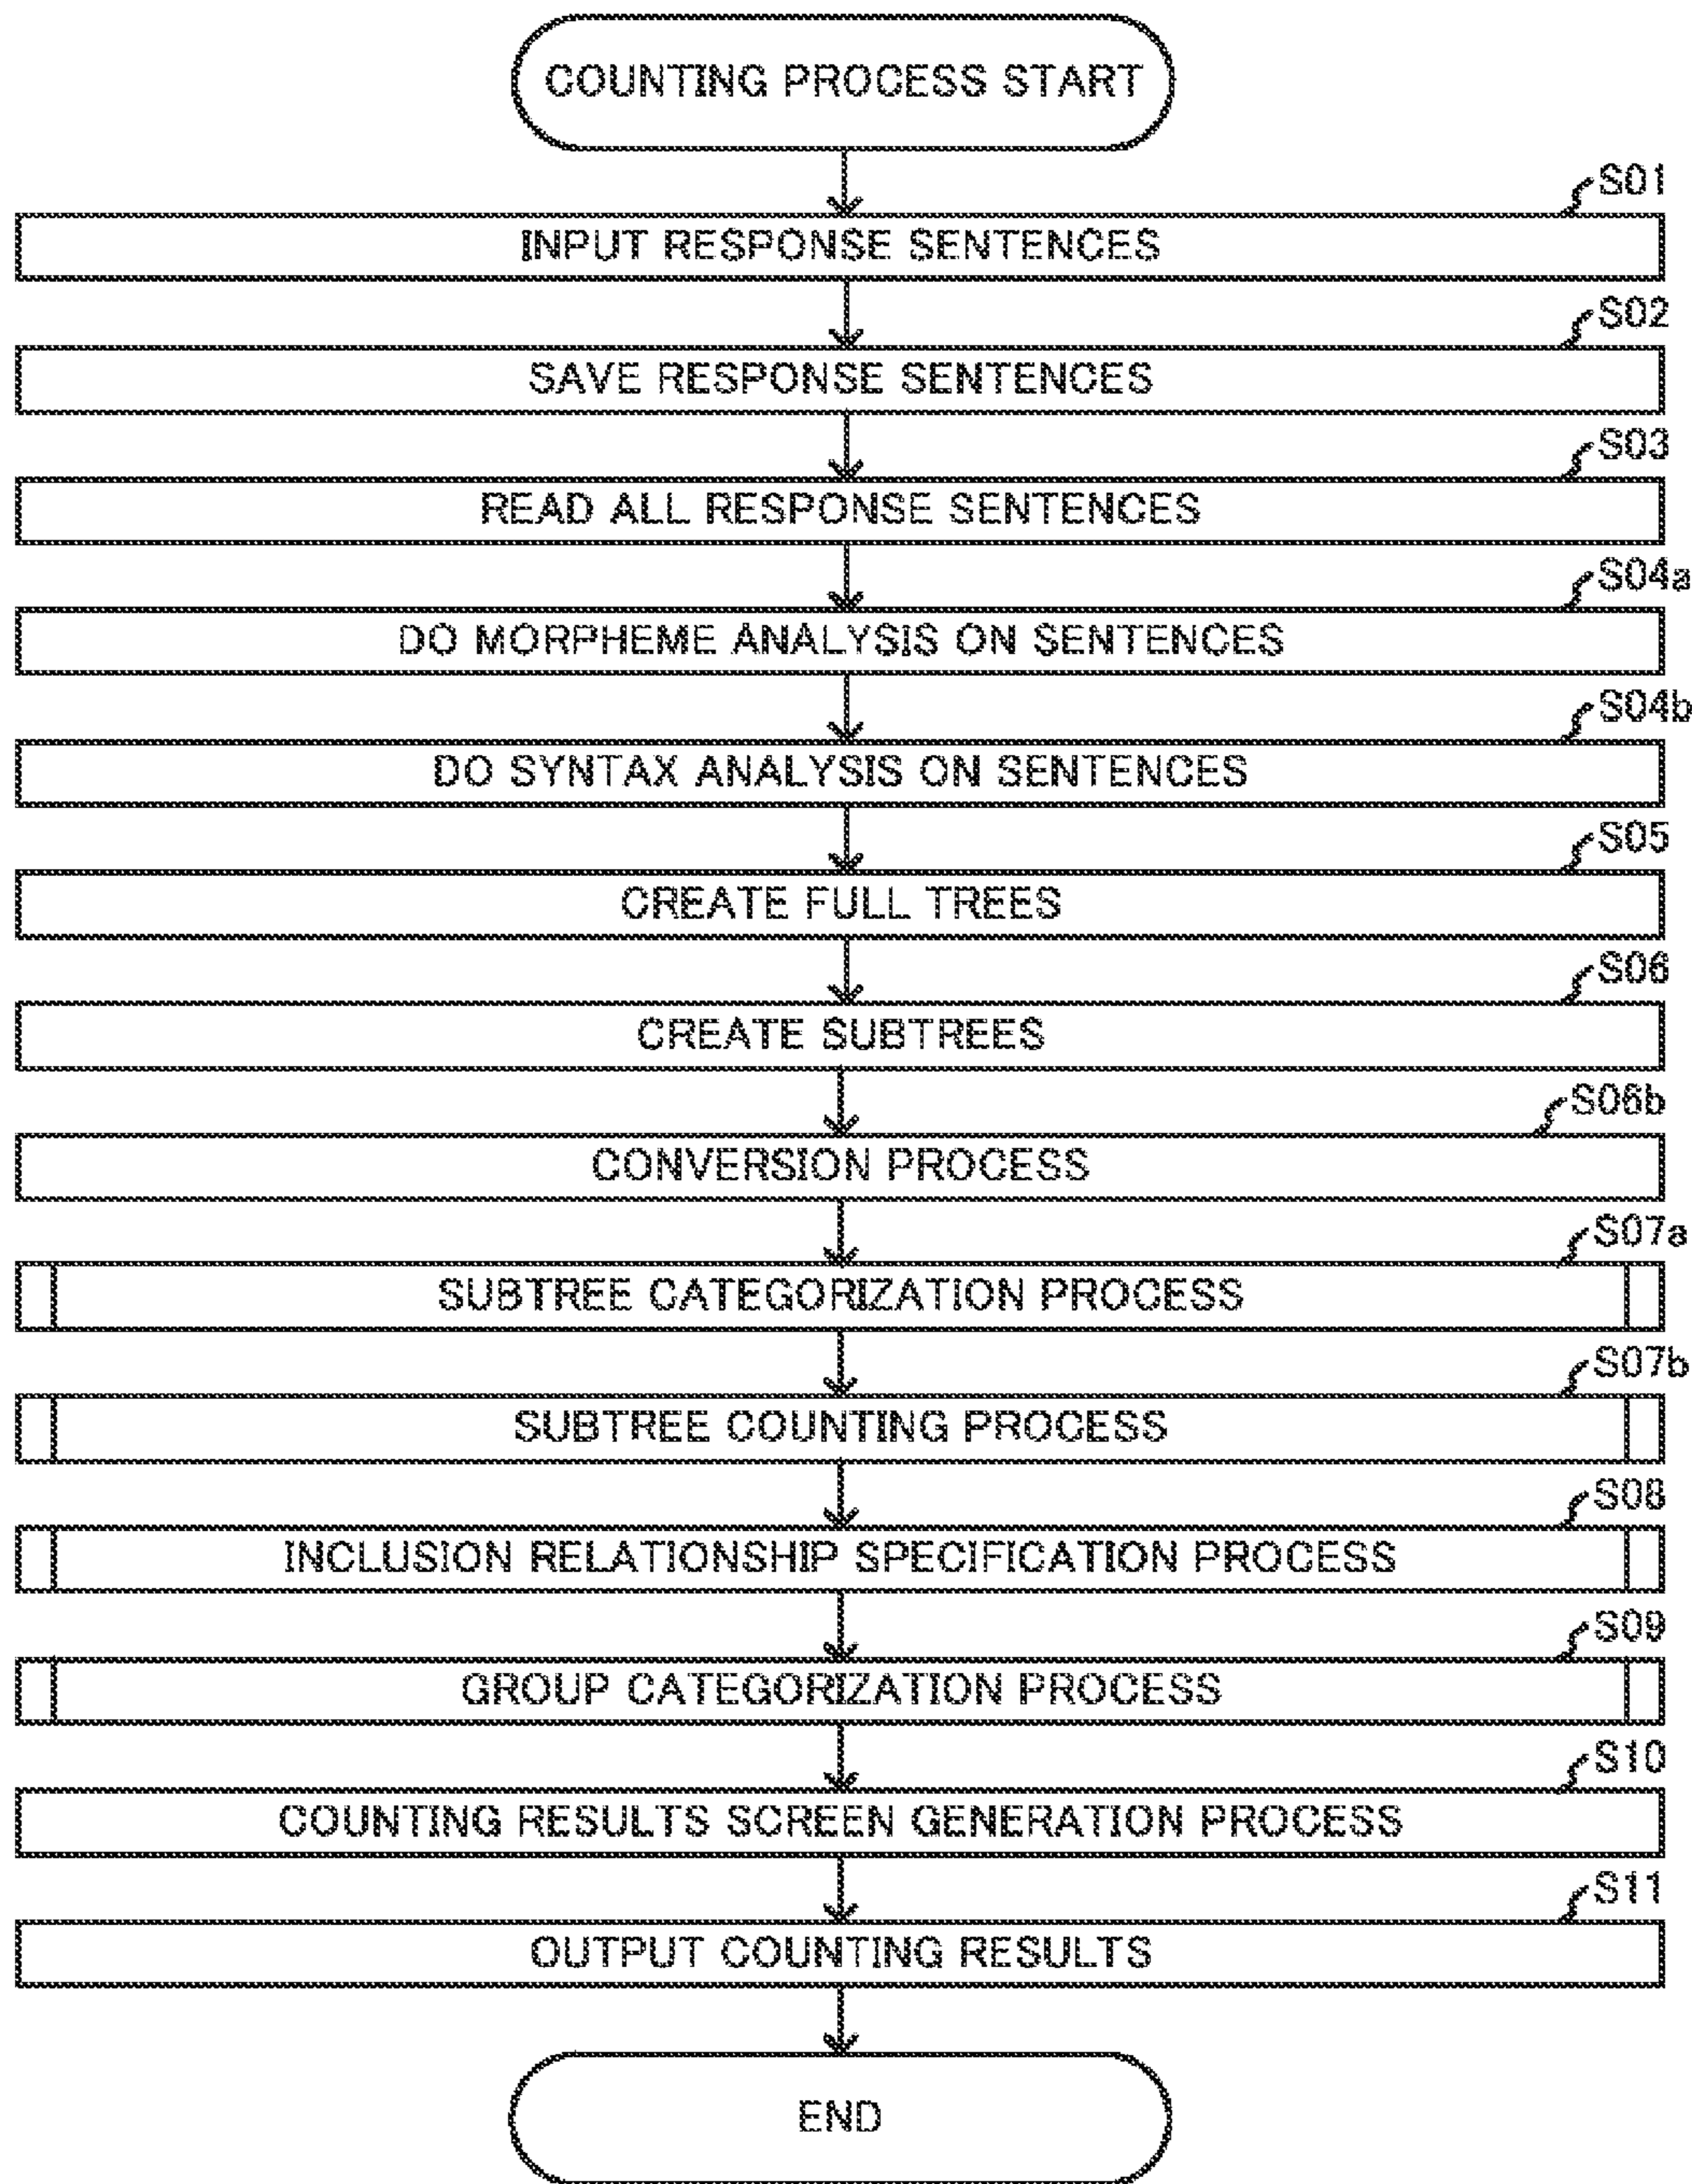 COUNTING PROCESS START
S01
INPUT RESPONSE SENTENCES
S02
SAVE RESPONSE SENTENCES
S03
READ ALL RESPONSE SENTENCES
S04a
DO MORPHEME ANALYSIS ON SENTENCES
S04b
DO SYNTAX ANALYSIS ON SENTENCES
S05
CREATE FULL TREES
S06
CREATE SUBTREES
S06b
CONVERSION PROCESS
S07a
SUBTREE CATEGORIZATION PROCESS
S07b
SUBTREE COUNTING PROCESS
S08
INCLUSION RELATIONSHIP SPECIFICATION PROCESS
S09
GROUP CATEGORIZATION PROCESS
S10
COUNTING RESULTS SCREEN GENERATION PROCESS
S11
OUTPUT COUNTING RESULTS
END